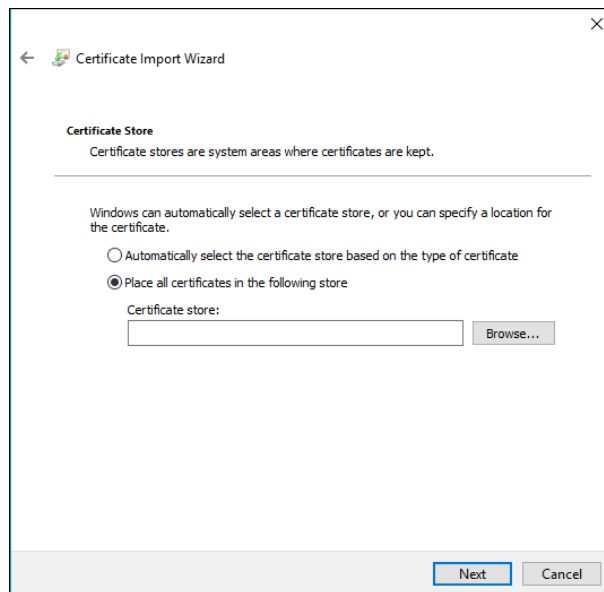 Certificate Import Wizard
Certificate Store
Certificate stores are system areas where certificates are kept.
Windows can automatically select a certificate store, or you can specify a location for
the certificate.
Automatically select the certificate store based on the type of certificate
Place all certificates in the following store
Certificate store:
Browse...
Next
Cancel